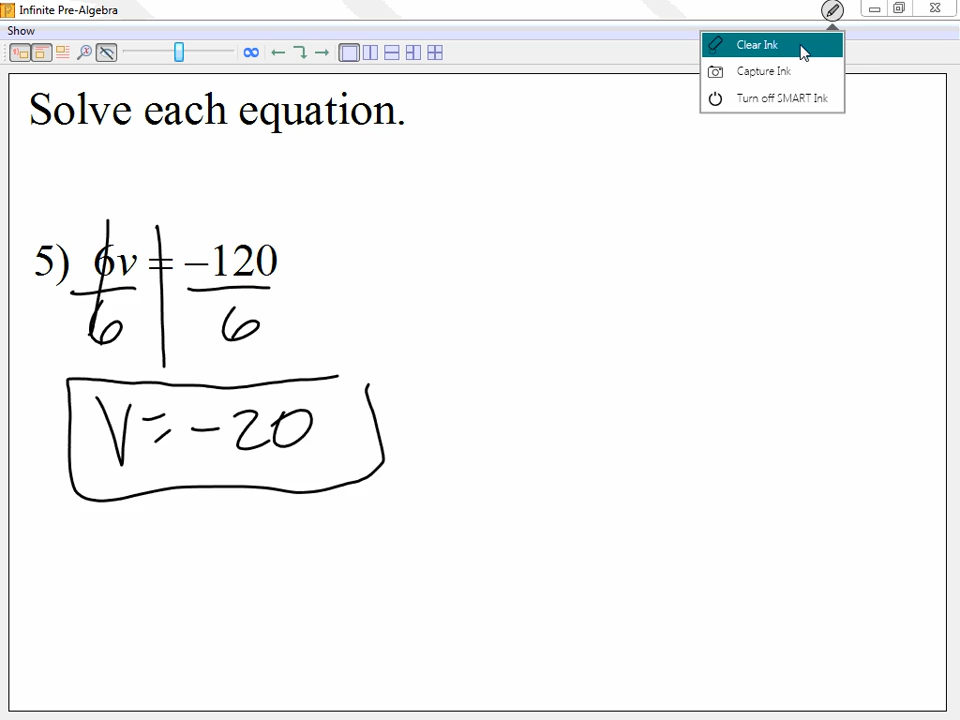 Infinite Pre-Algebra
Show
Clear Ink
Capture Ink
Turn off SMART Ink
Solve each equation.
5) 6v = –120
6 6
V = -20